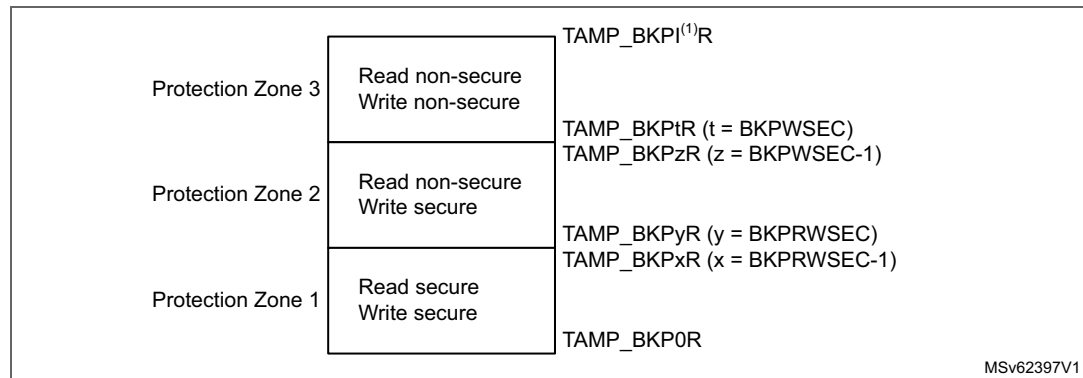 TAMP_BKPI(1)R
Protection Zone 3
Read non-secure
Write non-secure
TAMP_BKPtR (t = BKPWSEC)
TAMP_BKPzR (z = BKPWSEC-1)
Protection Zone 2
Read non-secure
Write secure
TAMP_BKPyR (y = BKPRWSEC)
TAMP_BKPxR (x = BKPRWSEC-1)
Protection Zone 1
Read secure
Write secure
TAMP_BKP0R
MSv62397V1